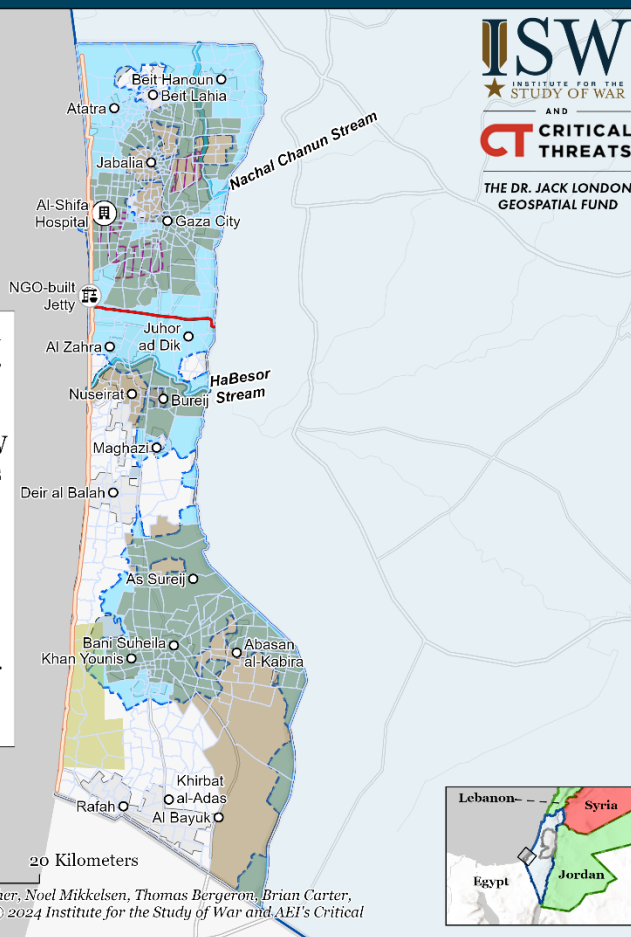 ISW
INSTITUTE FOR THE
STUDY OF WAR
AND
CT CRITICAL
THREATS
THE DR. JACK LONDON
GEOSPATIAL FUND
Beit Hanoun
Beit Lahia
Atatra
Jabalia
Nachal Chanun Stream
Al-Shifa
Hospital
Gaza City
NGO-built
Jetty
Juhor
ad Dik
Al Zahra
HaBesor
Stream
Nuseirat
Bureij
Maghazi
Deir al Balah
As Sureij
Bani Suheila
Abasan
al-Kabira
Khan Younis
Khirbat
al-Adas
Rafah
Al Bayuk
Lebanon
Syria
Egypt
Jordan
20 Kilometers
Noel Mikkelsen, Thomas Bergeron, Brian Carter,
© 2024 Institute for the Study of War and AEI's Critical